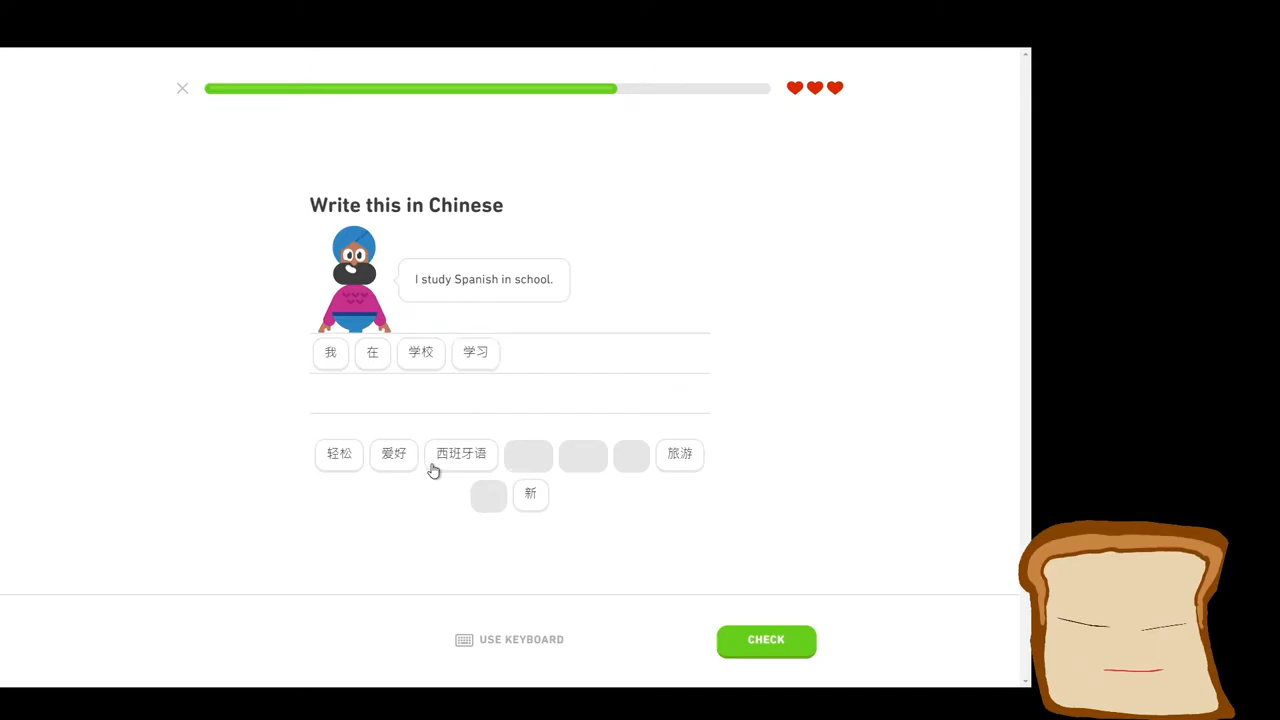 Write this in Chinese
I study Spanish in school.
我 在 学校 学习
轻松 爱好 西班牙语 旅游
新
USE KEYBOARD CHECK